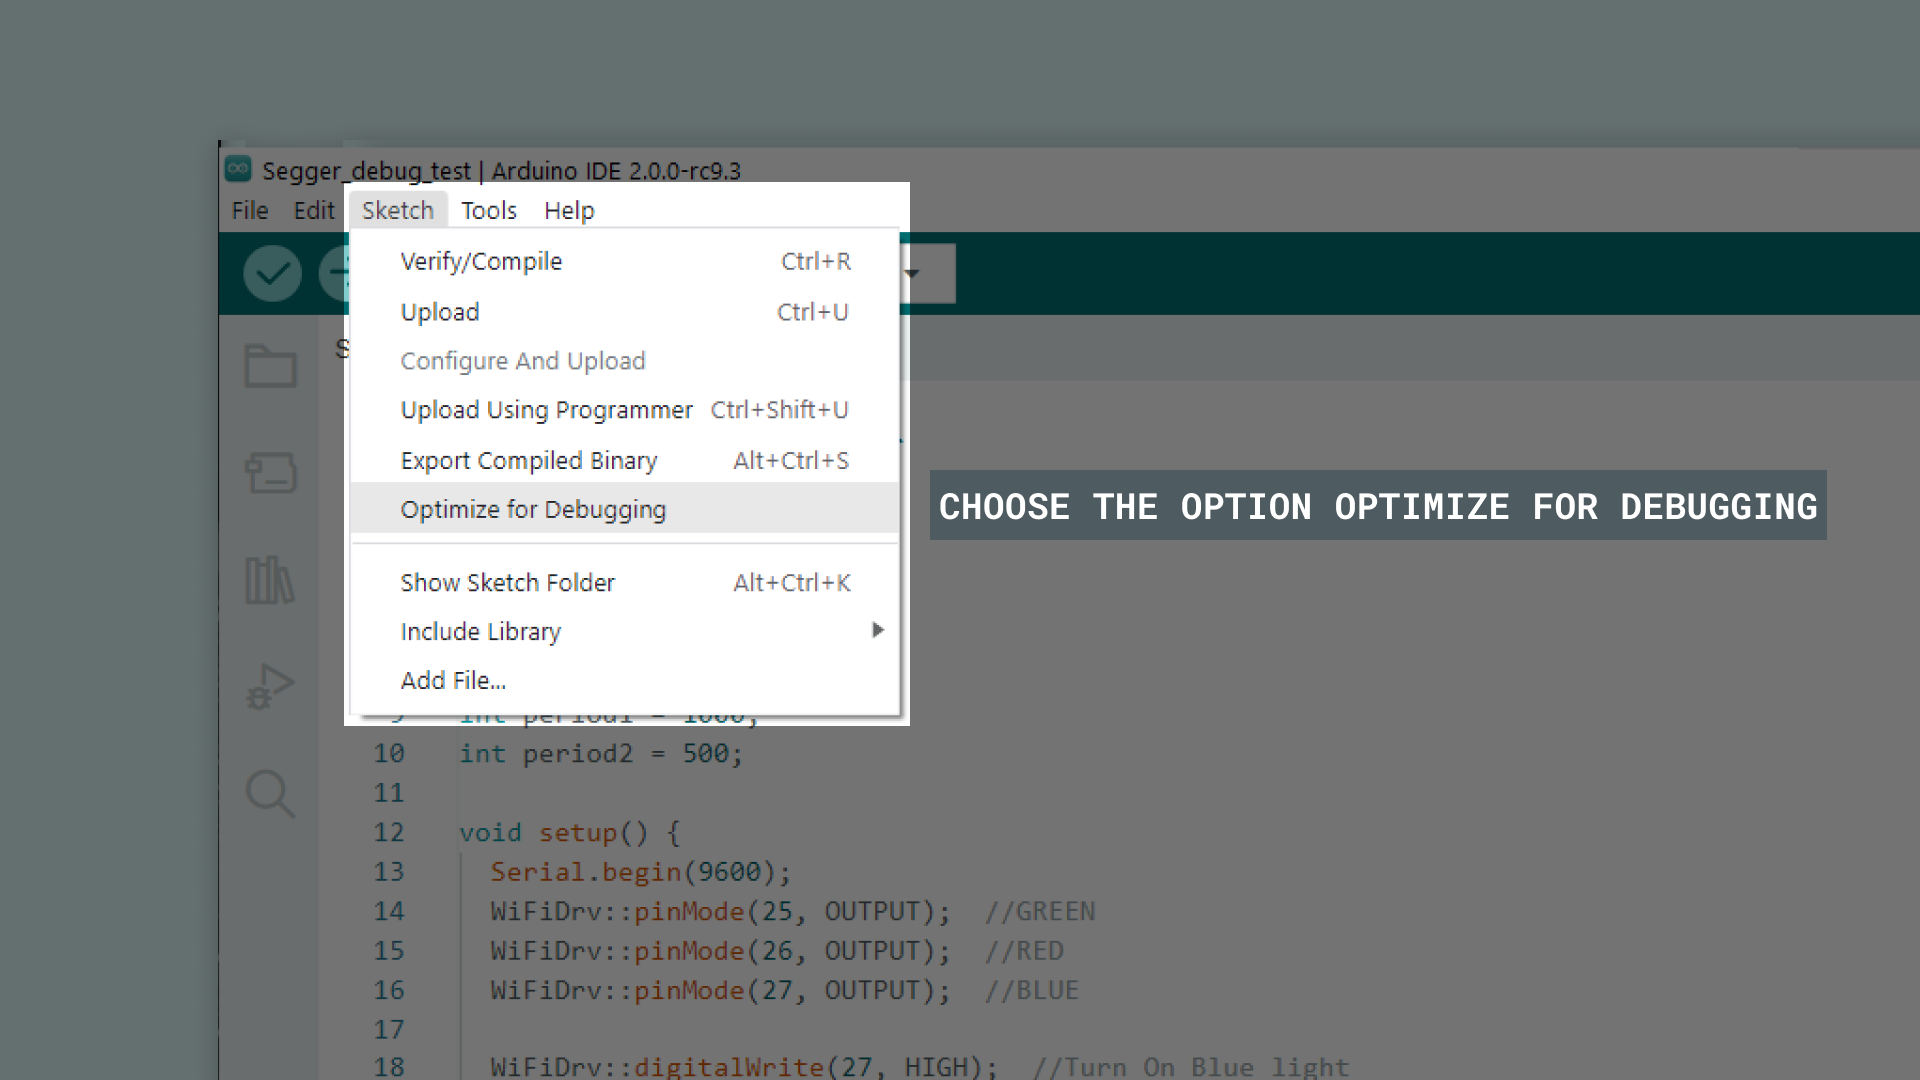 Segger_debug_test | Arduino IDE 2.0.0-rc9.3
File Edit Sketch Tools Help
Verify/Compile Ctrl+R
Upload Ctrl+U
S
Configure And Upload
Upload Using Programmer Ctrl+Shift+U
Export Compiled Binary Alt+Ctrl+S
Optimize for Debugging
CHOOSE THE OPTION OPTIMIZE FOR DEBUGGING
Show Sketch Folder Alt+Ctrl+K
Include Library
Add File...
9 int period1 = 1000;
10 int period2 = 500;
11
12 void setup() {
13 Serial.begin(9600);
14 WiFiDrv::pinMode(25, OUTPUT); //GREEN
15 WiFiDrv::pinMode(26, OUTPUT); //RED
16 WiFiDrv::pinMode(27, OUTPUT); //BLUE
17
18 WiFiDrv::digitalWrite(27, HIGH); //Turn On Blue light